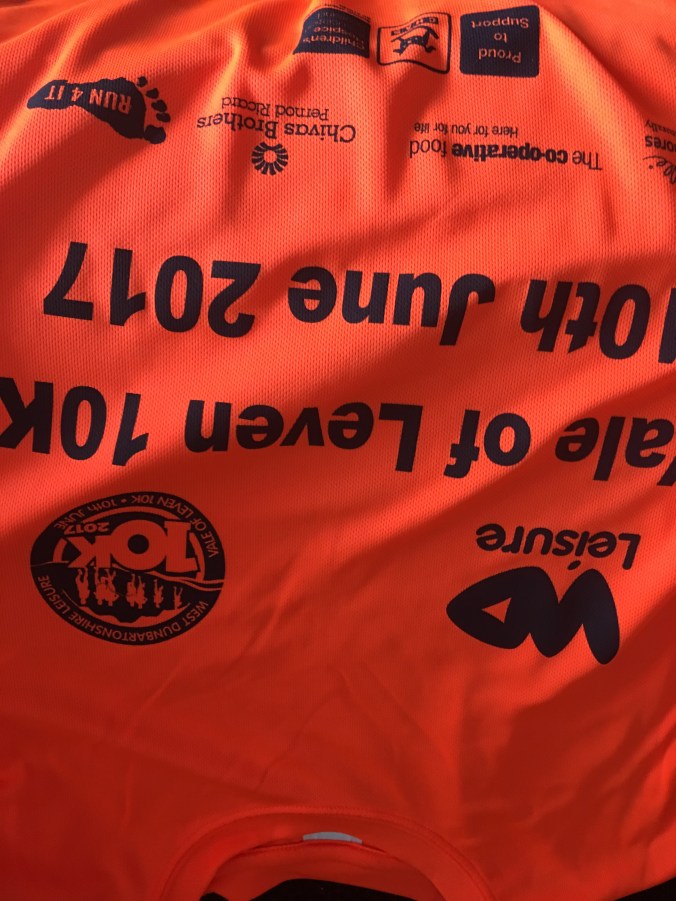 WD
Leisure
WEST DUNBARTONSHIRE LEISURE
10K
2017
VALE OF LEVEN 10K • 10th JUNE
Vale of Leven 10K
10th June 2017
The co-operative food
Here for you for life
Chivas Brothers
Pernod Ricard
RUN 4 IT
Proud
to
Support
Children's
Hospice